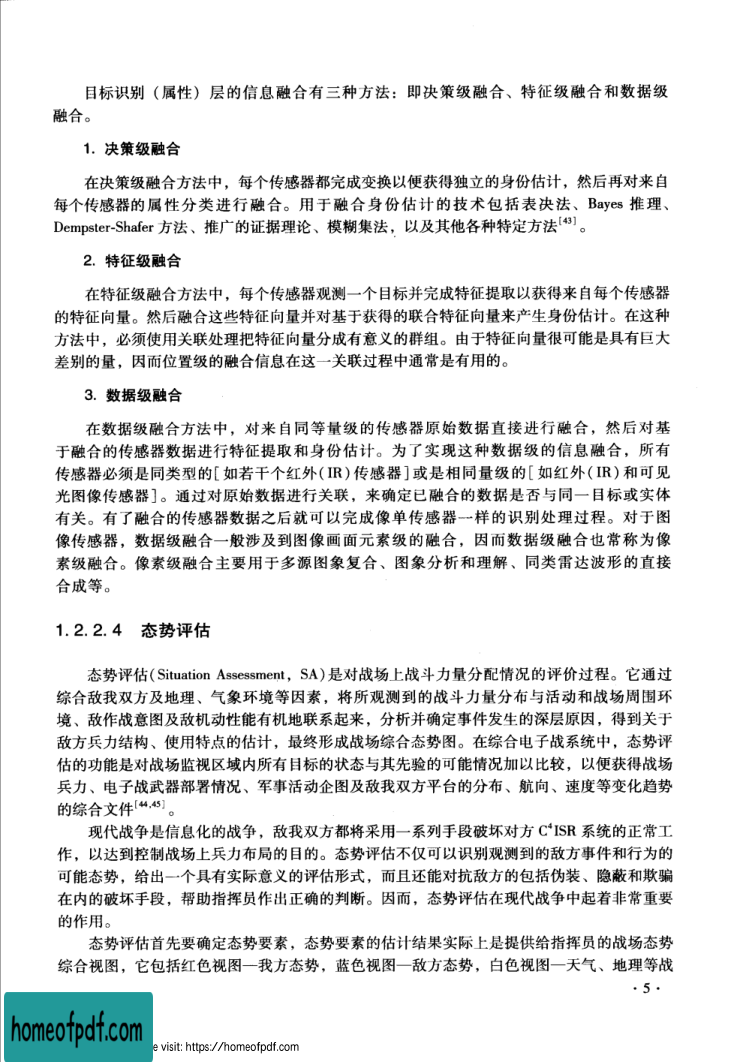 目标识别（属性）层的信息融合有三种方法：即决策级融合、特征级融合和数据级
融合。
1. 决策级融合
在决策级融合方法中，每个传感器都完成变换以便获得独立的身份估计，然后再对来自
每个传感器的属性分类进行融合。用于融合身份估计的技术包括表决法、Bayes 推理、
Dempster-Shafer 方法、推广的证据理论、模糊集法，以及其他各种特定方法[43]。
2. 特征级融合
在特征级融合方法中，每个传感器观测一个目标并完成特征提取以获得来自每个传感器
的特征向量。然后融合这些特征向量并对基于获得的联合特征向量来产生身份估计。在这种
方法中，必须使用关联处理把特征向量分成有意义的群组。由于特征向量很可能是具有巨大
差别的量，因而位置级的融合信息在这一关联过程中通常是有用的。
3. 数据级融合
在数据级融合方法中，对来自同等量级的传感器原始数据直接进行融合，然后对基
于融合的传感器数据进行特征提取和身份估计。为了实现这种数据级的信息融合，所有
传感器必须是同类型的[如若干个红外(IR)传感器]或是相同量级的[如红外(IR)和可见
光图像传感器]。通过对原始数据进行关联，来确定已融合的数据是否与同一目标或实体
有关。有了融合的传感器数据之后就可以完成像单传感器一样的识别处理过程。对于图
像传感器，数据级融合一般涉及到图像画面元素级的融合，因而数据级融合也常称为像
素级融合。像素级融合主要用于多源图象复合、图象分析和理解、同类雷达波形的直接
合成等。
1.2.2.4 态势评估
态势评估(Situation Assessment，SA)是对战场上战斗力量分配情况的评价过程。它通过
综合敌我双方及地理、气象环境等因素，将所观测到的战斗力量分布与活动和战场周围环
境、敌作战意图及敌机动性能有机地联系起来，分析并确定事件发生的深层原因，得到关于
敌方兵力结构、使用特点的估计，最终形成战场综合态势图。在综合电子战系统中，态势评
估的功能是对战场监视区域内所有目标的状态与其先验的可能情况加以比较，以便获得战场
兵力、电子战武器部署情况、军事活动企图及敌我双方平台的分布、航向、速度等变化趋势
的综合文件[44,45]。
现代战争是信息化的战争，敌我双方都将采用一系列手段破坏对方 C⁴ISR 系统的正常工
作，以达到控制战场上兵力布局的目的。态势评估不仅可以识别观测到的敌方事件和行为的
可能态势，给出一个具有实际意义的评估形式，而且还能对抗敌方的包括伪装、隐蔽和欺骗
在内的破坏手段，帮助指挥员作出正确的判断。因而，态势评估在现代战争中起着非常重要
的作用。
态势评估首先要确定态势要素，态势要素的估计结果实际上是提供给指挥员的战场态势
综合视图，它包括红色视图—我方态势，蓝色视图—敌方态势，白色视图—天气、地理等战
·5·
homeofpdf.com
e visit: https://homeofpdf.com